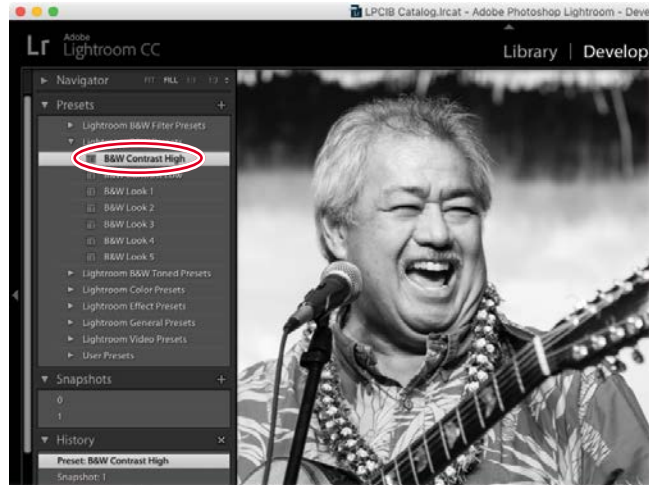 LPCIB Catalog.lrcat - Adobe Photoshop Lightroom - Deve
Lr Adobe Lightroom CC
Library | Develop
Navigator FIT FILL 1:1
Presets +
Lightroom B&W Filter Presets
B&W Contrast High
B&W Look 1
B&W Look 2
B&W Look 3
B&W Look 4
B&W Look 5
Lightroom B&W Toned Presets
Lightroom Color Presets
Lightroom Effect Presets
Lightroom General Presets
Lightroom Video Presets
User Presets
Snapshots +
0
1
History ×
Preset: B&W Contrast High
Snapshot: 1